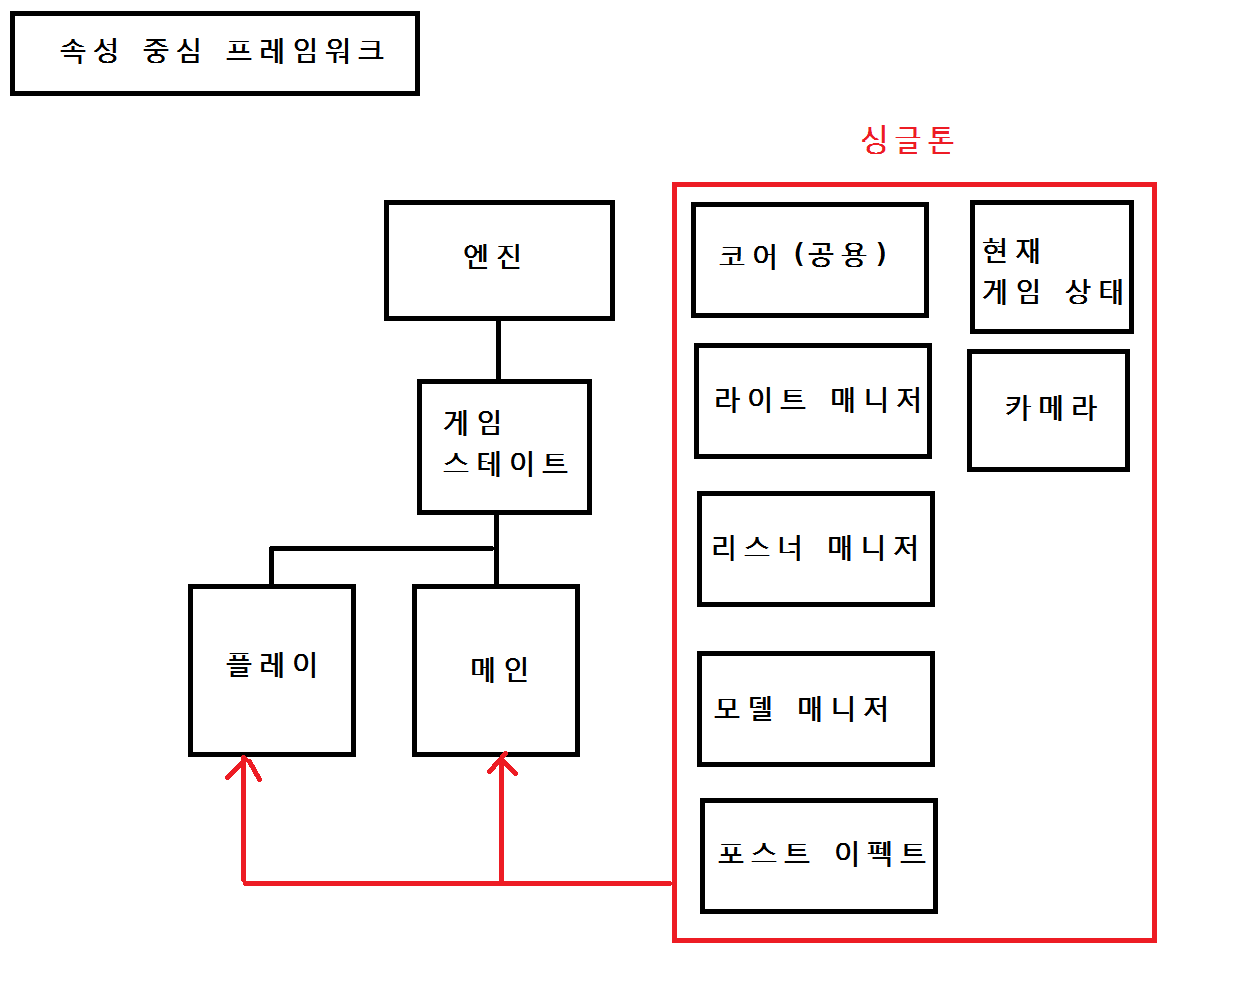 속성 중심 프레임워크
싱글톤
엔진
게임
스테이트
플레이
메인
코어 (공용)
현재
게임 상태
라이트 매니저
카메라
리스너 매니저
모델 매니저
포스트 이펙트